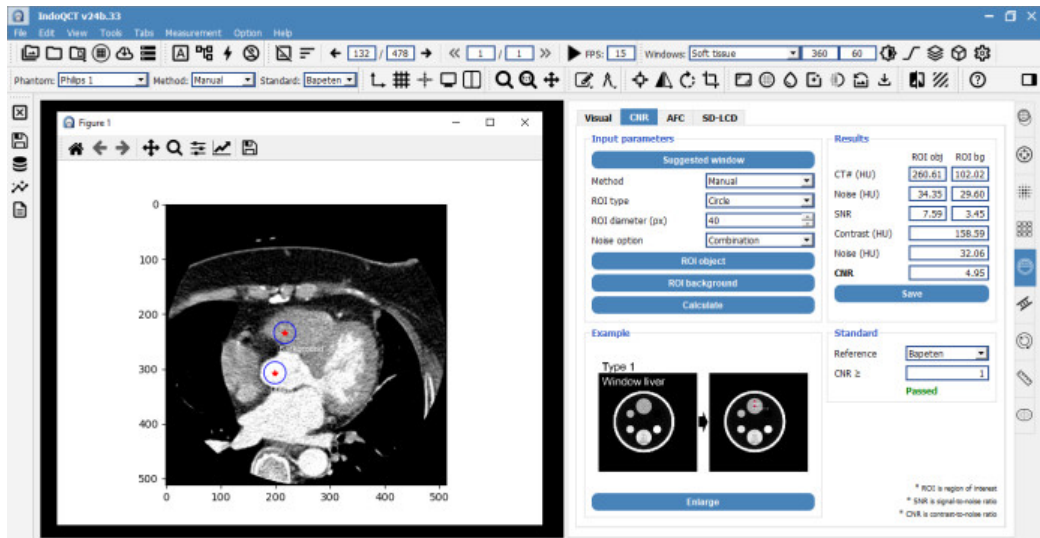 IndoQCT v24b.33
File Edit View Tools Tabs Measurement Option Help
132 / 478 1 / 1 FPS: 15 Windows: Soft tissue 360 60
Phantom: Philips 1 Method: Manual Standard: Bapeten
Figure 1
0
100
200
300
400
500
0 100 200 300 400 500
Visual CNR AFC SD-LCD
Input parameters
Suggested window
Method Manual
ROI type Circle
ROI diameter (px) 40
Noise option Combination
ROI object
ROI background
Calculate
Results
ROI obj ROI bg
CT# (HU) 260.61 102.02
Noise (HU) 34.35 29.60
SNR 7.59 3.45
Contrast (HU) 158.59
Noise (HU) 32.06
CNR 4.95
Save
Example
Type 1
Window liver
Enlarge
Standard
Reference Bapeten
CNR ≥ 1
Passed
* ROI is region of interest
* SNR is signal-to-noise ratio
* CNR is contrast-to-noise ratio